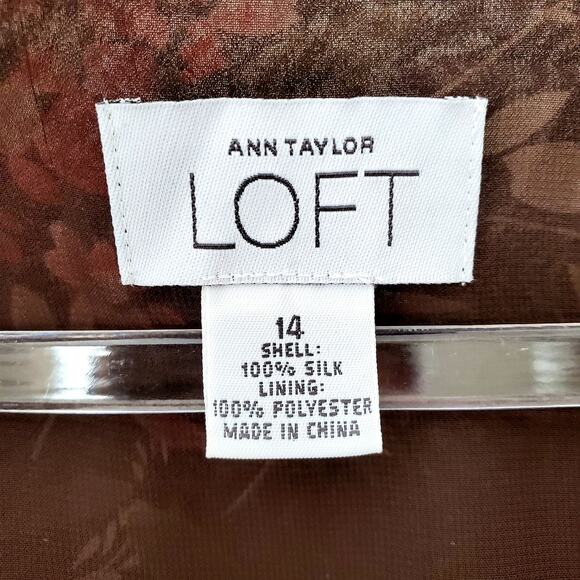 ANN TAYLOR
LOFT
14
SHELL:
100% SILK
LINING:
100% POLYESTER
MADE IN CHINA